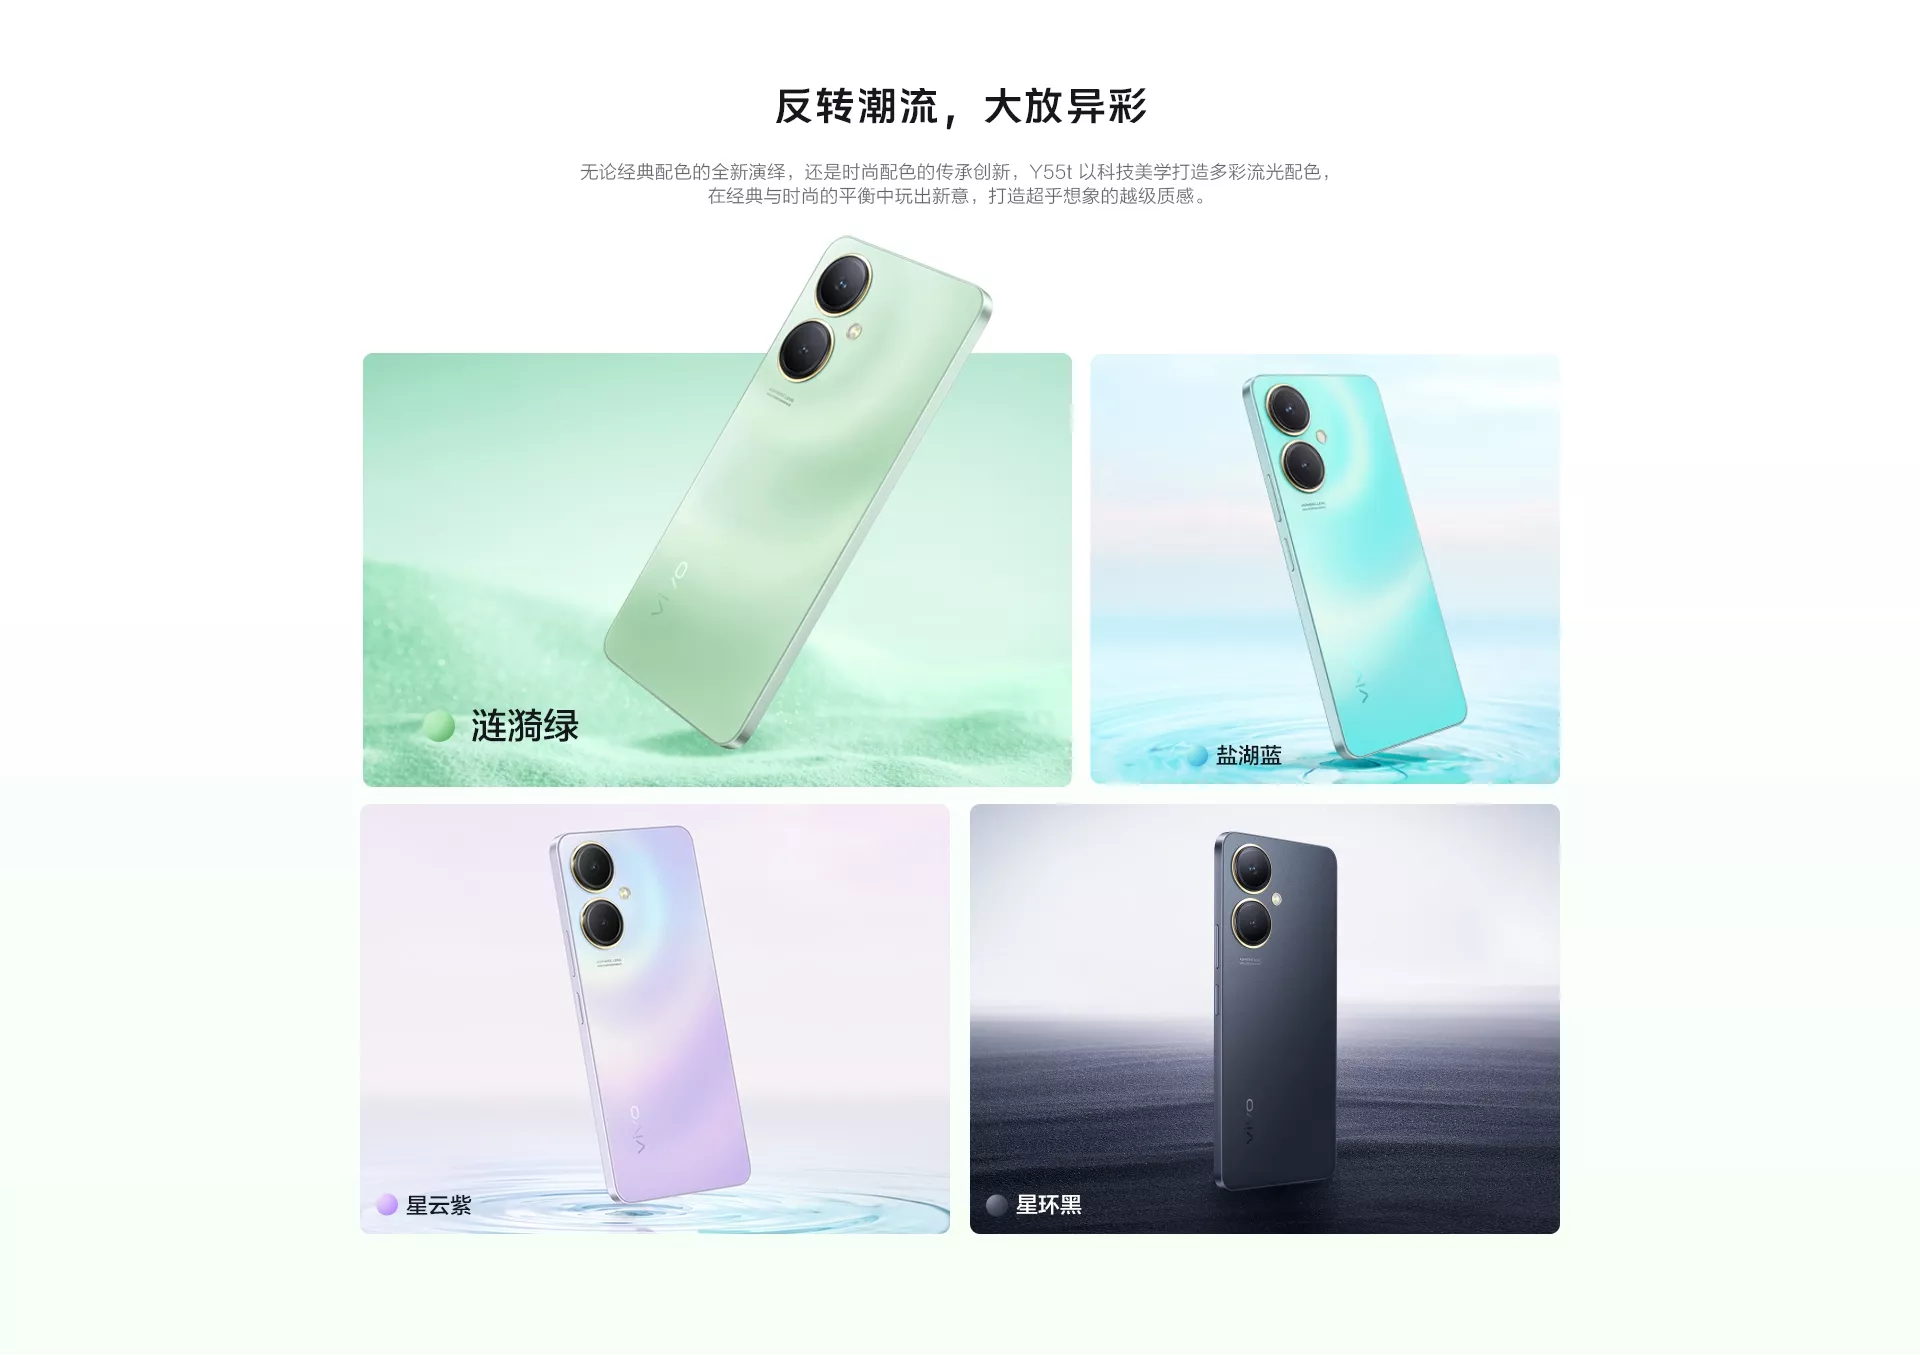 反转潮流，大放异彩
无论经典配色的全新演绎，还是时尚配色的传承创新，Y55t 以科技美学打造多彩流光配色，
在经典与时尚的平衡中玩出新意，打造超乎想象的越级质感。
vivo
涟漪绿
盐湖蓝
vivo
星云紫
vivo
星环黑